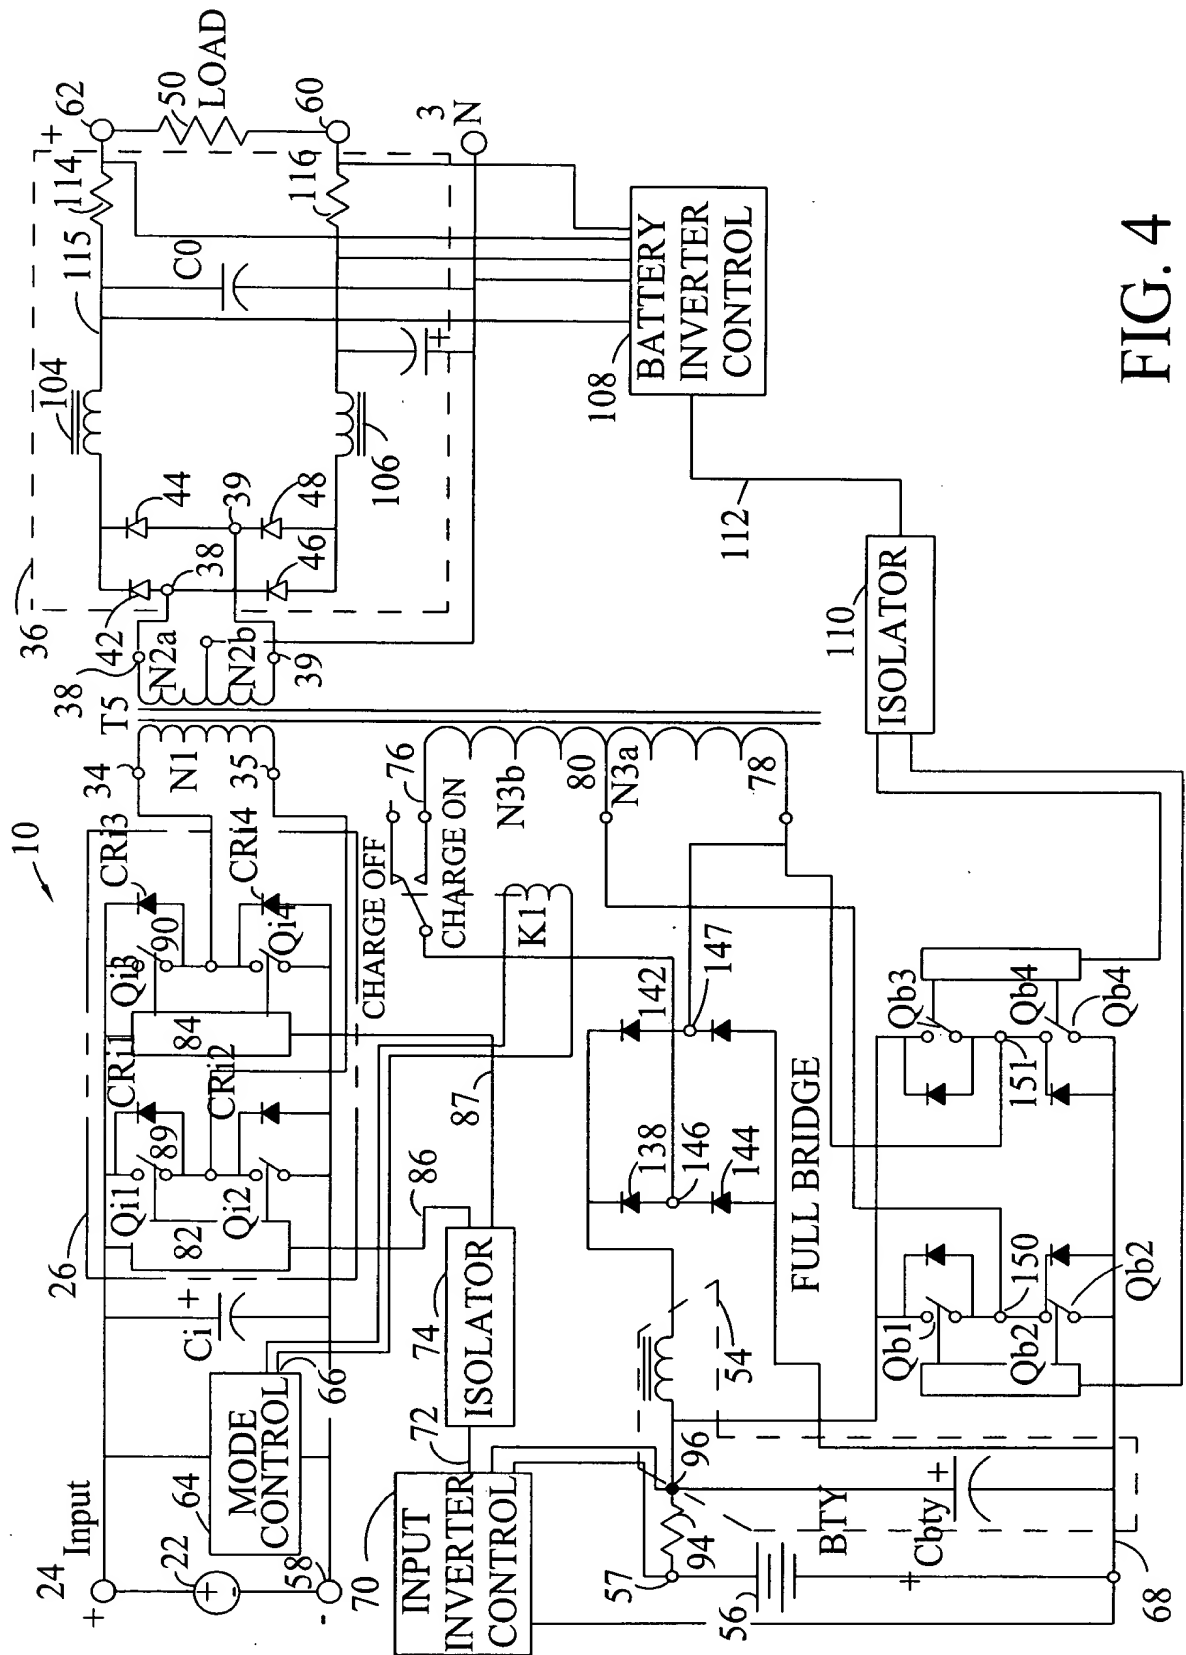 10
24
Input
+
22
+
-
58
-
64
MODE
CONTROL
66
Ci
+
26
Qi1
82
Qi2
89
CRi1
CRi2
84
Qi3
90
Qi4
CRi3
CRi4
34
N1
35
T5
38
N2a
N2b
39
36
42
38
44
39
46
48
104
106
115
114
116
C0
+
+
62
50
LOAD
60
3
N
108
BATTERY
INVERTER
CONTROL
112
110
ISOLATOR
70
INPUT
INVERTER
CONTROL
72
74
ISOLATOR
86
87
CHARGE OFF
CHARGE ON
K1
76
N3b
80
N3a
78
57
94
96
54
56
BTY
+
Cbty
+
68
138
146
144
142
147
FULL BRIDGE
Qb1
150
Qb2
Qb2
Qb3
151
Qb4
Qb4
FIG. 4